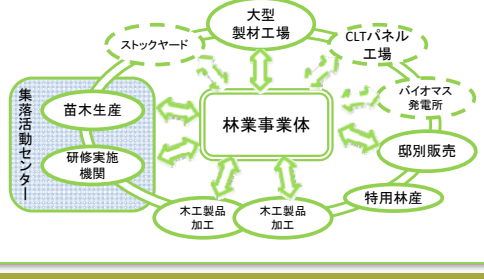 大型
製材工場
ストックヤード
CLTパネル
工場
バイオマス
発電所
集落活動センター
苗木生産
林業事業体
研修実施
機関
邸別販売
特用林産
木工製品
加工
木工製品
加工